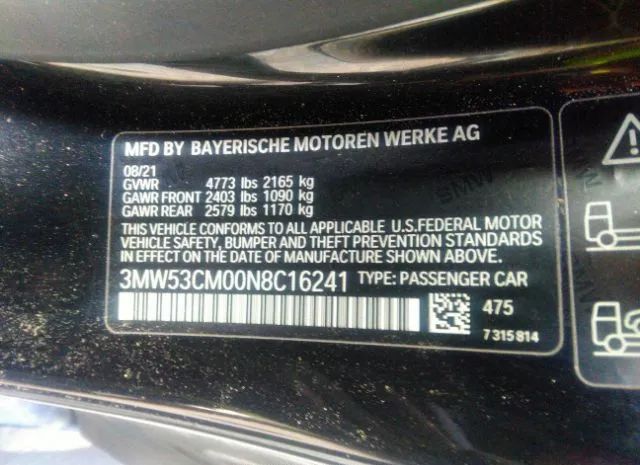 MFD BY BAYERISCHE MOTOREN WERKE AG
08/21
GVWR 4773 lbs 2165 kg
GAWR FRONT 2403 lbs 1090 kg
GAWR REAR 2579 lbs 1170 kg
THIS VEHICLE CONFORMS TO ALL APPLICABLE U.S.FEDERAL MOTOR
VEHICLE SAFETY, BUMPER AND THEFT PREVENTION STANDARDS
IN EFFECT ON THE DATE OF MANUFACTURE SHOWN ABOVE.
3MW53CM00N8C16241 TYPE: PASSENGER CAR
475
7315814